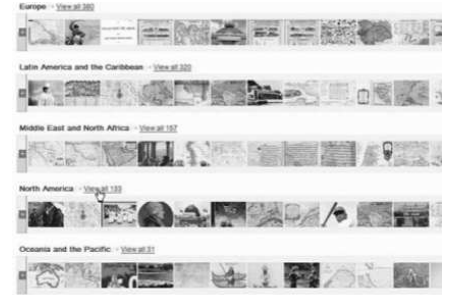 Europe - View all 380
Latin America and the Caribbean - View all 320
Middle East and North Africa - View all 157
North America - View all 133
Oceania and the Pacific - View all 31